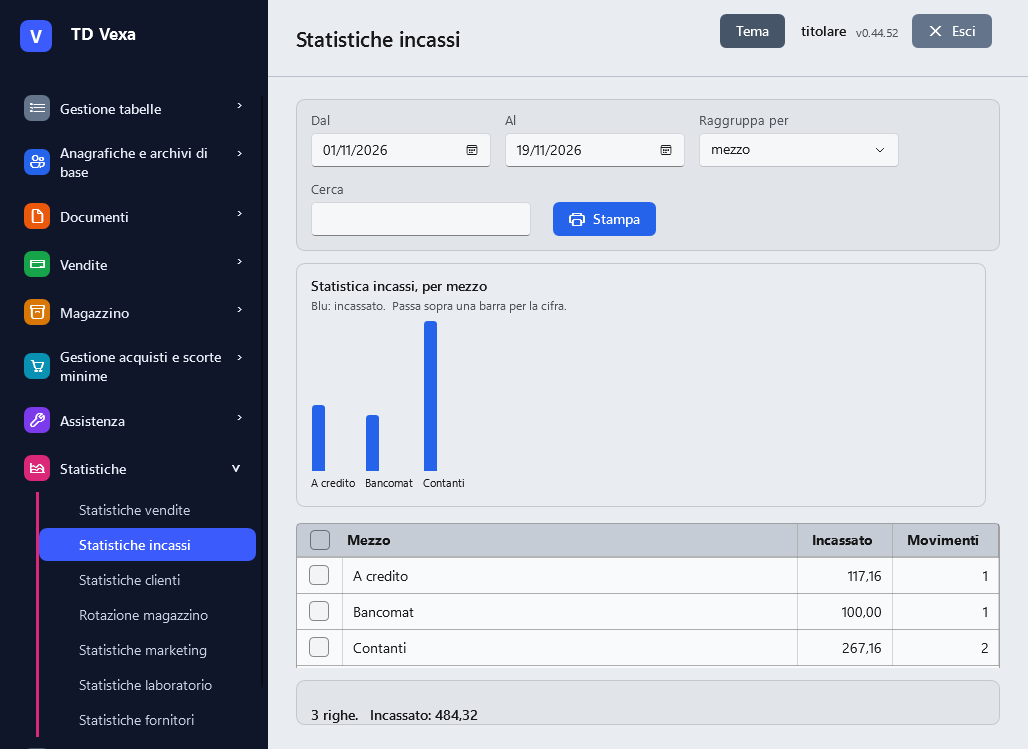 V TD Vexa
Gestione tabelle
Anagrafiche e archivi di
base
Documenti
Vendite
Magazzino
Gestione acquisti e scorte
minime
Assistenza
Statistiche
Statistiche vendite
Statistiche incassi
Statistiche clienti
Rotazione magazzino
Statistiche marketing
Statistiche laboratorio
Statistiche fornitori
Statistiche incassi
Tema titolare v0.44.52 Esci
Dal Al Raggruppa per
01/11/2026 19/11/2026 mezzo
Cerca
Stampa
Statistica incassi, per mezzo
Blu: incassato. Passa sopra una barra per la cifra.
A credito Bancomat Contanti
Mezzo Incassato Movimenti
A credito 117,16 1
Bancomat 100,00 1
Contanti 267,16 2
3 righe. Incassato: 484,32